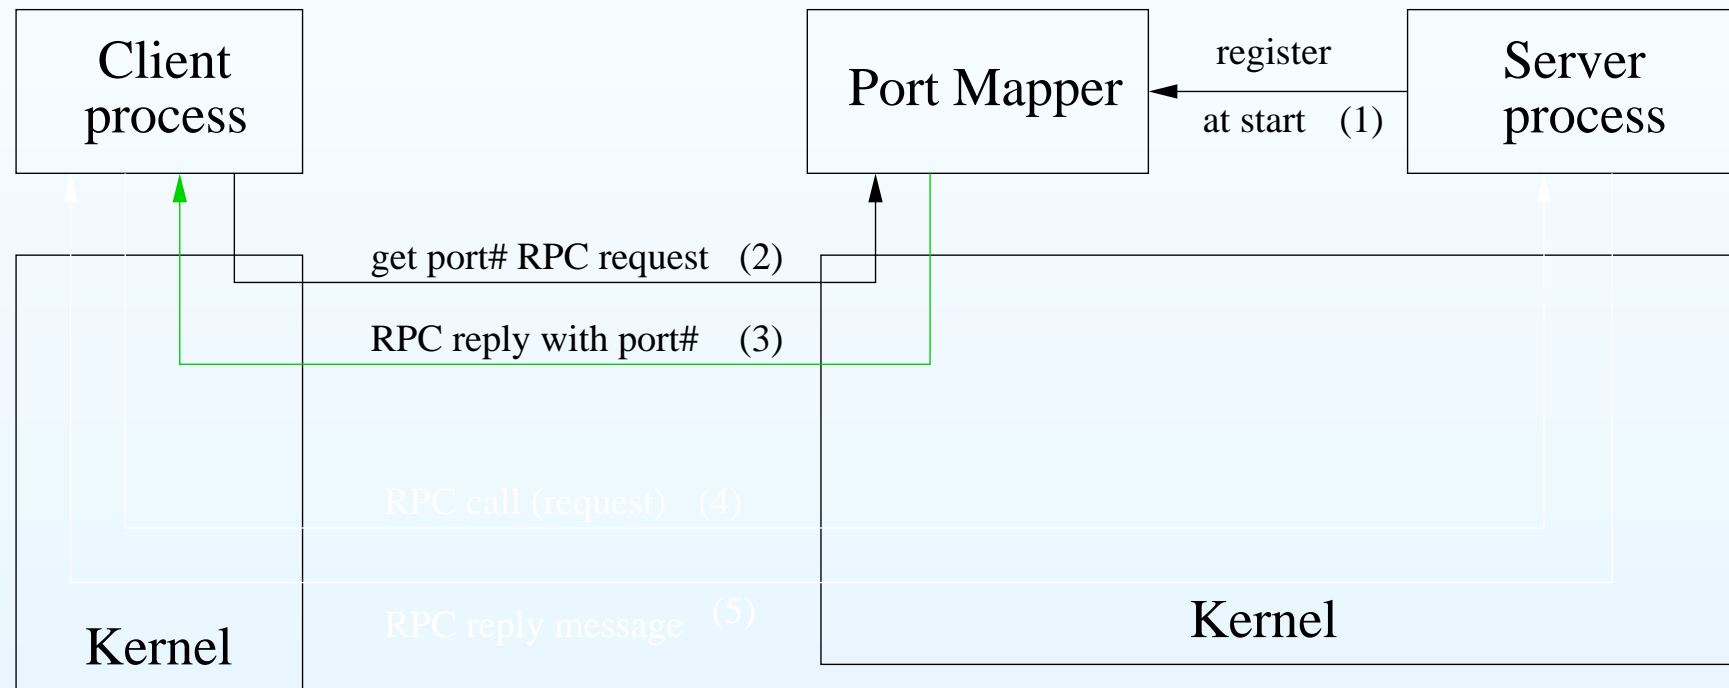 Client
process
Port Mapper
register
at start (1)
Server
process
get port# RPC request (2)
RPC reply with port# (3)
RPC call (request) (4)
RPC reply message (5)
Kernel
Kernel